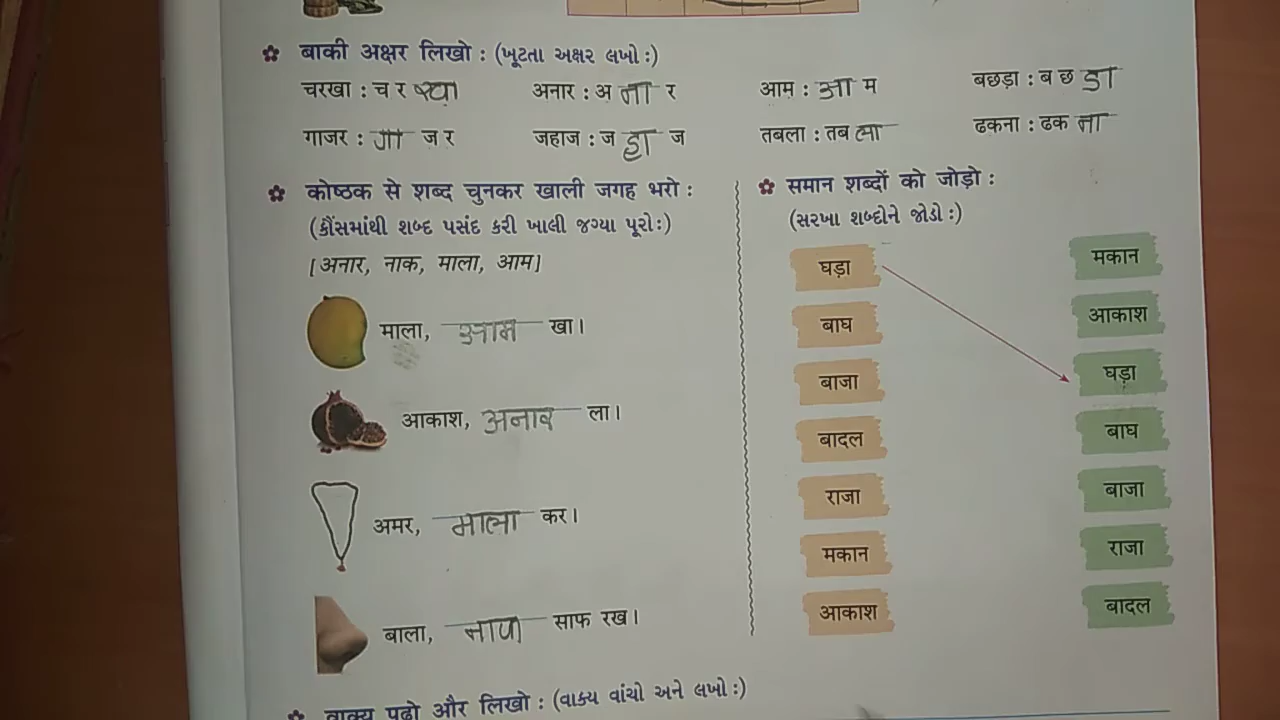 बाकी अक्षर लिखो : (ખૂટતા અક્ષર લખો :)
चरखा : च र खा अनार : अ ना र आम : आ म बछड़ा : ब छ डा
गाजर : गा ज र जहाज : ज हा ज तबला : तब ला ढकना : ढक ना
कोष्ठक से शब्द चुनकर खाली जगह भरो :
(કૌંસમાંથી શબ્દ પસંદ કરી ખાલી જગ્યા પૂરો :)
[अनार, नाक, माला, आम]
माला, आम खा।
आकाश, अनार ला।
अमर, माला कर।
बाला, साफ रख।
समान शब्दों को जोड़ो :
(સરખા શબ્દોને જોડો :)
घड़ा मकान
बाघ आकाश
बाजा घड़ा
बादल बाघ
राजा बाजा
मकान राजा
आकाश बादल
वाक्य पढ़ो और लिखो : (વાક્ય વાંચો અને લખો :)